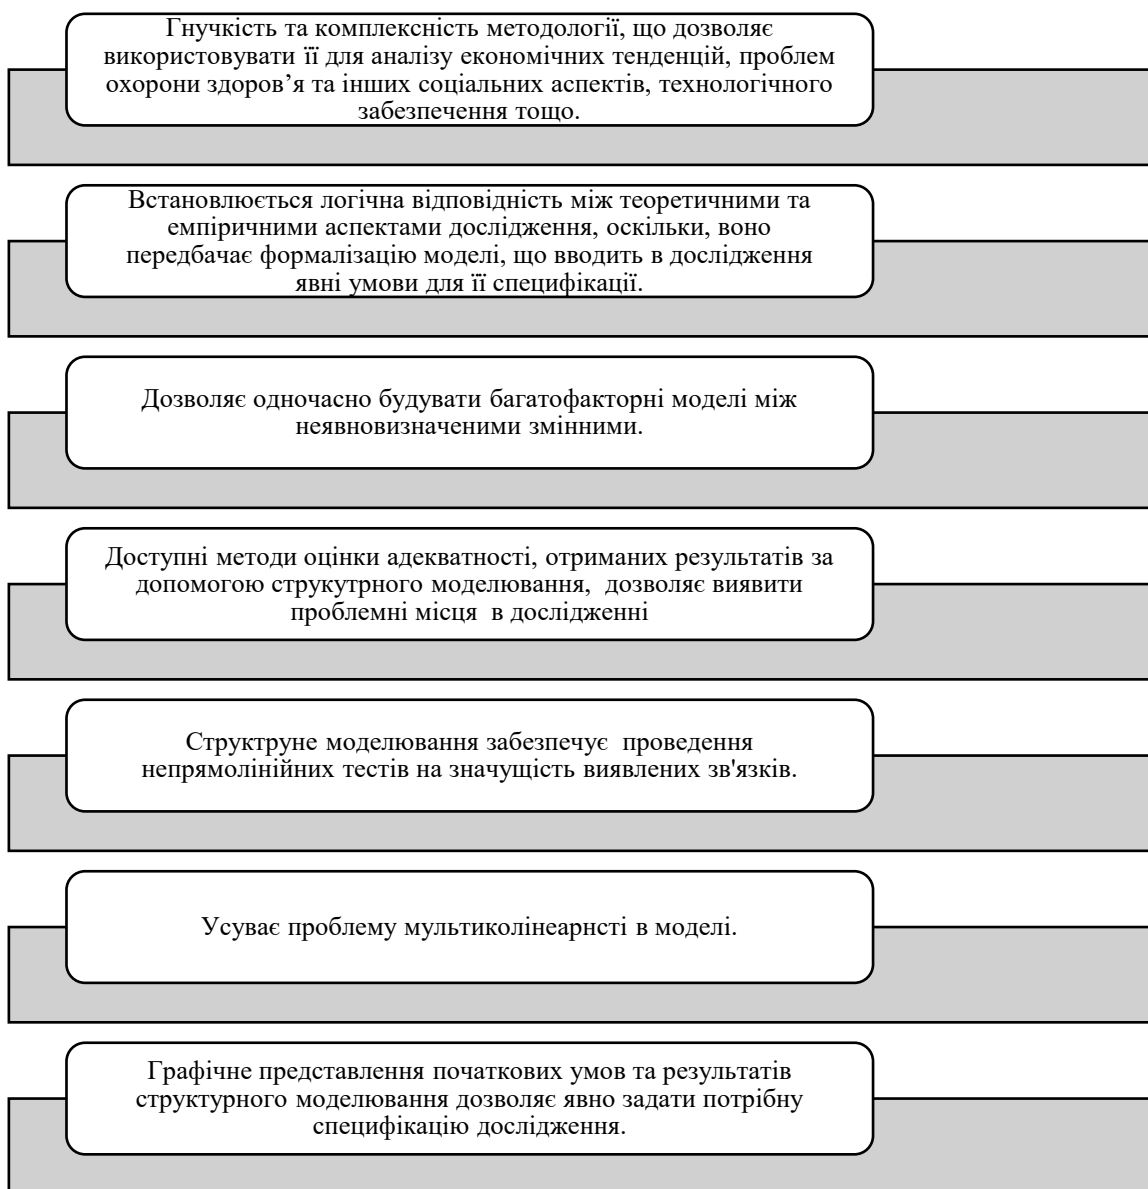 Гнучкість та комплексність методології, що дозволяє
використовувати її для аналізу економічних тенденцій, проблем
охорони здоров’я та інших соціальних аспектів, технологічного
забезпечення тощо.
Встановлюється логічна відповідність між теоретичними та
емпіричними аспектами дослідження, оскільки, воно
передбачає формалізацію моделі, що вводить в дослідження
явні умови для її специфікації.
Дозволяє одночасно будувати багатофакторні моделі між
неявновизначеними змінними.
Доступні методи оцінки адекватності, отриманих результатів за
допомогою струкутрного моделювання,  дозволяє виявити
проблемні місця  в дослідженні
Структруне моделювання забезпечує  проведення
непрямолінійних тестів на значущість виявлених зв'язків.
Усуває проблему мультиколінеарнсті в моделі.
Графічне представлення початкових умов та результатів
структурного моделювання дозволяє явно задати потрібну
специфікацію дослідження.